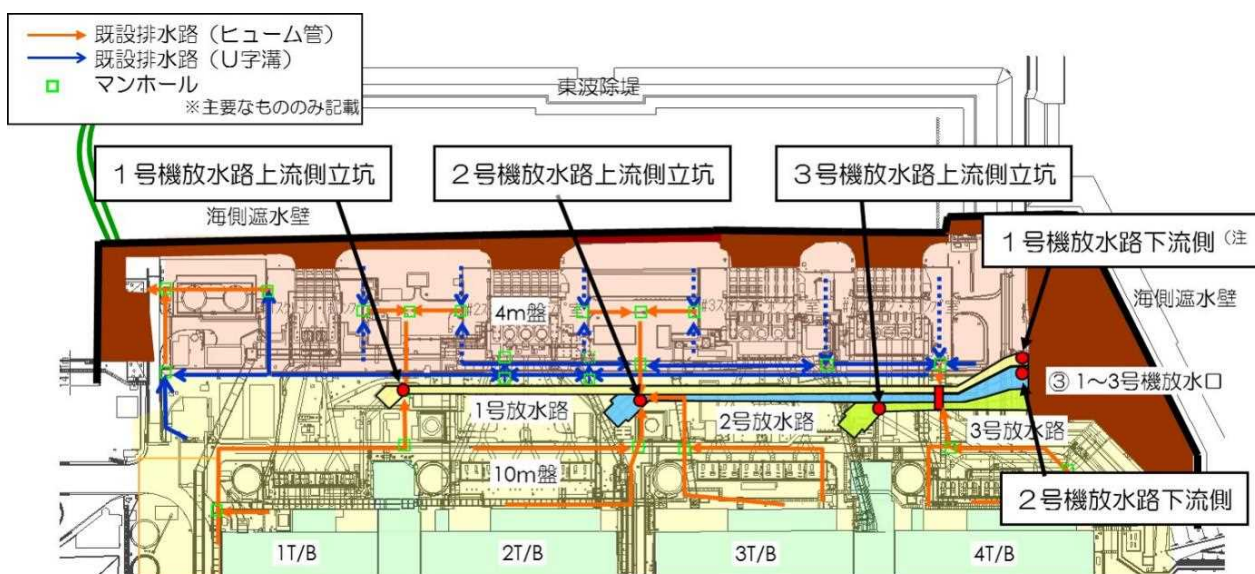 既設排水路（ヒューム管）
既設排水路（U字溝）
マンホール
※主要なもののみ記載
東波除堤
１号機放水路上流側立坑
２号機放水路上流側立坑
３号機放水路上流側立坑
海側遮水壁
１号機放水路下流側（注
海側遮水壁
4m盤
③ 1～3号機放水口
1号放水路
2号放水路
3号放水路
10m盤
２号機放水路下流側
1T/B
2T/B
3T/B
4T/B